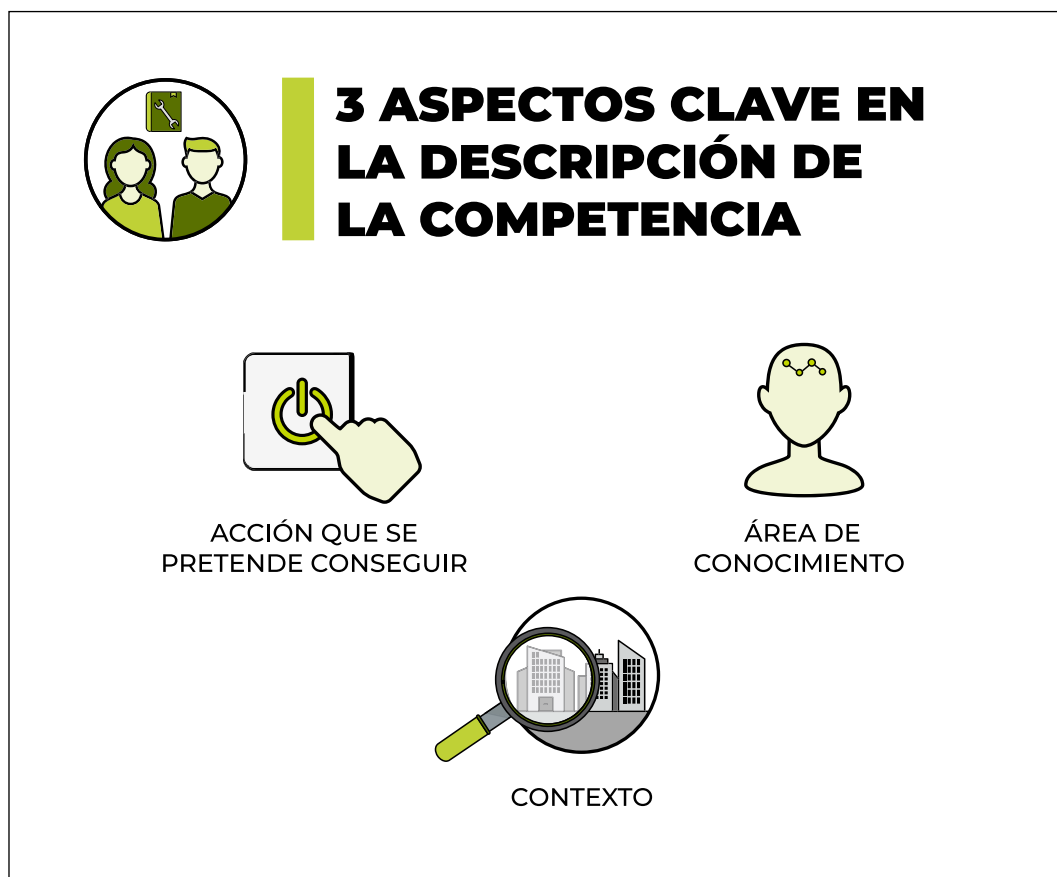 3 ASPECTOS CLAVE EN
LA DESCRIPCIÓN DE
LA COMPETENCIA
ACCIÓN QUE SE
PRETENDE CONSEGUIR
ÁREA DE
CONOCIMIENTO
CONTEXTO